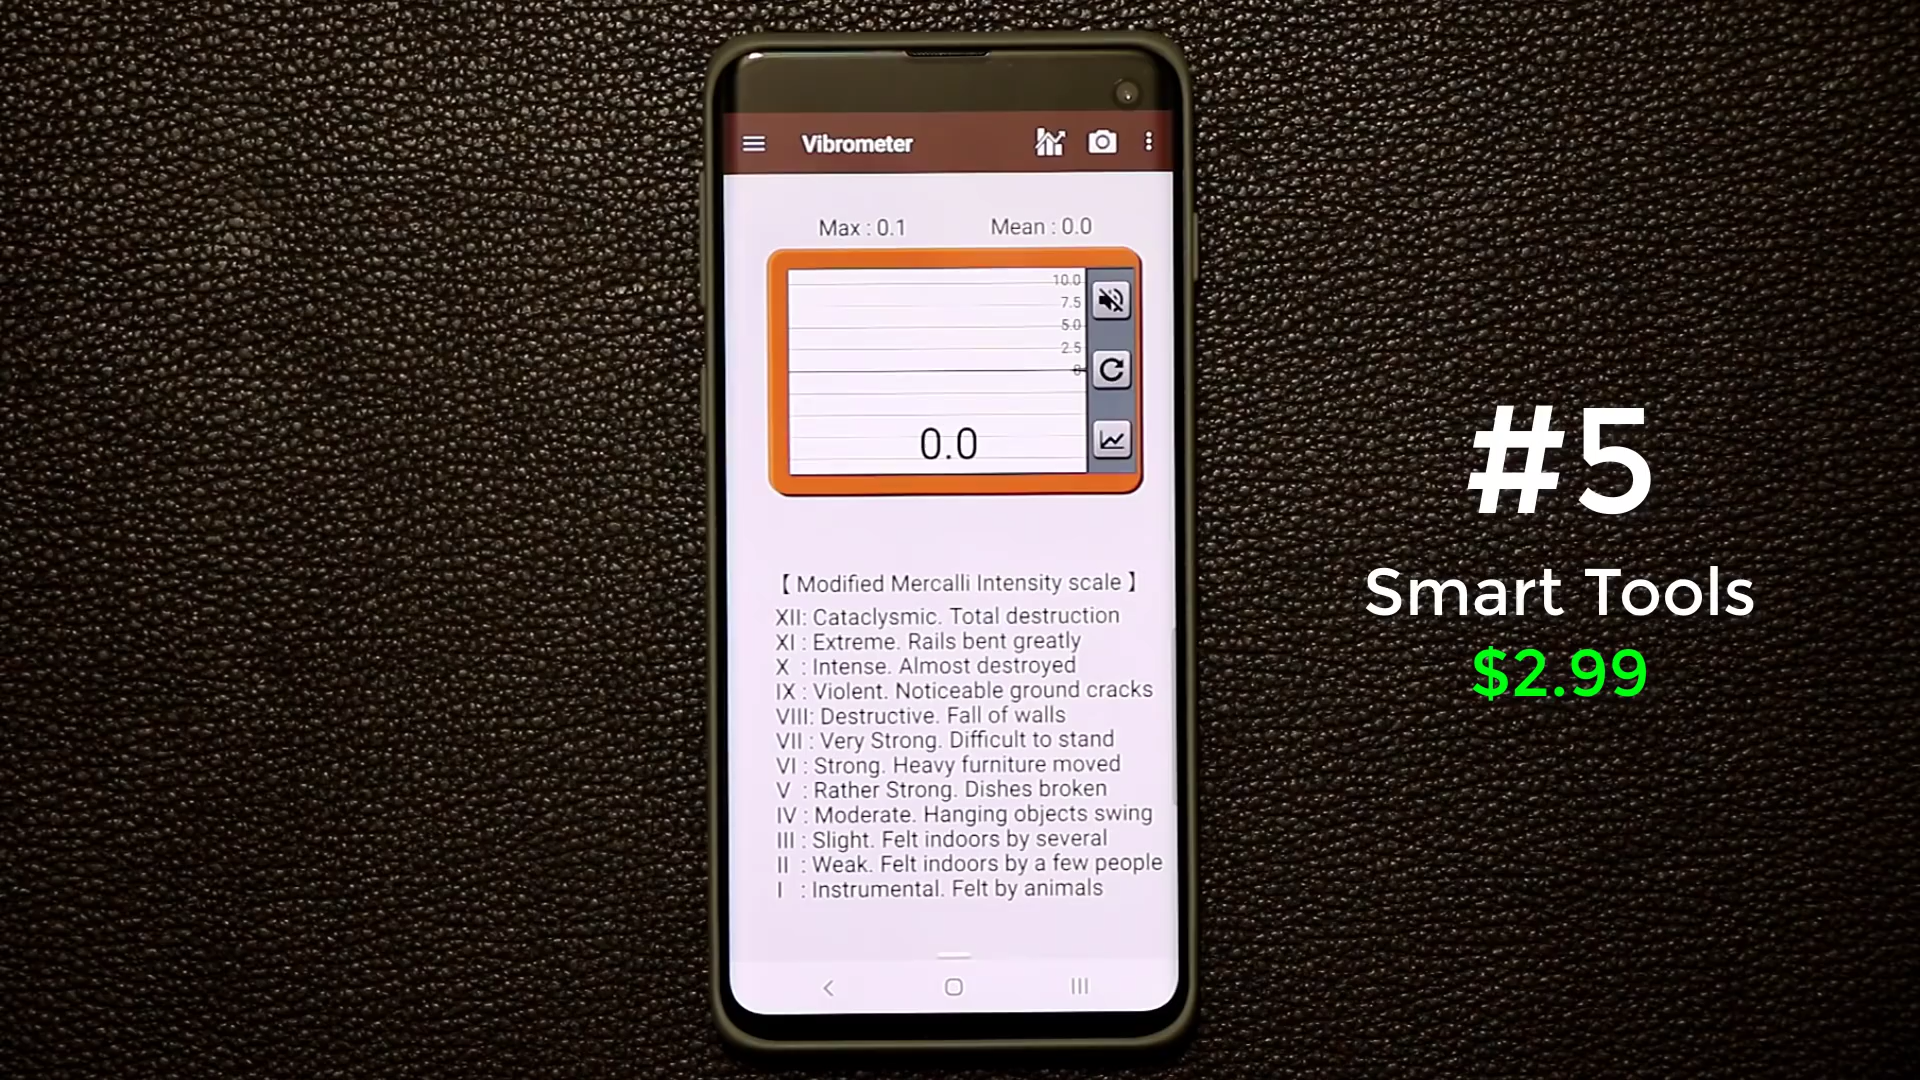 Vibrometer
Max : 0.1 Mean : 0.0
10.0
7.5
5.0
2.5
0
0.0
【 Modified Mercalli Intensity scale 】
XII: Cataclysmic. Total destruction
XI : Extreme. Rails bent greatly
X : Intense. Almost destroyed
IX : Violent. Noticeable ground cracks
VIII: Destructive. Fall of walls
VII : Very Strong. Difficult to stand
VI : Strong. Heavy furniture moved
V : Rather Strong. Dishes broken
IV : Moderate. Hanging objects swing
III : Slight. Felt indoors by several
II : Weak. Felt indoors by a few people
I : Instrumental. Felt by animals
#5
Smart Tools
$2.99